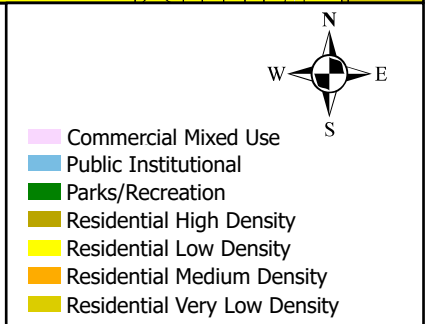 N
W E
S
Commercial Mixed Use
Public Institutional
Parks/Recreation
Residential High Density
Residential Low Density
Residential Medium Density
Residential Very Low Density